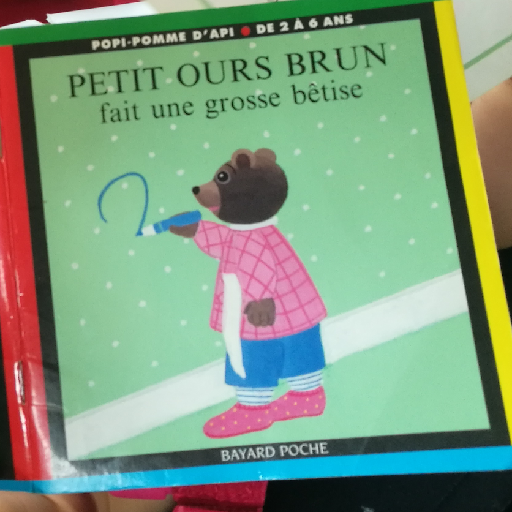 POPI-POMME D'API • DE 2 À 6 ANS
PETIT OURS BRUN
fait une grosse bêtise
BAYARD POCHE